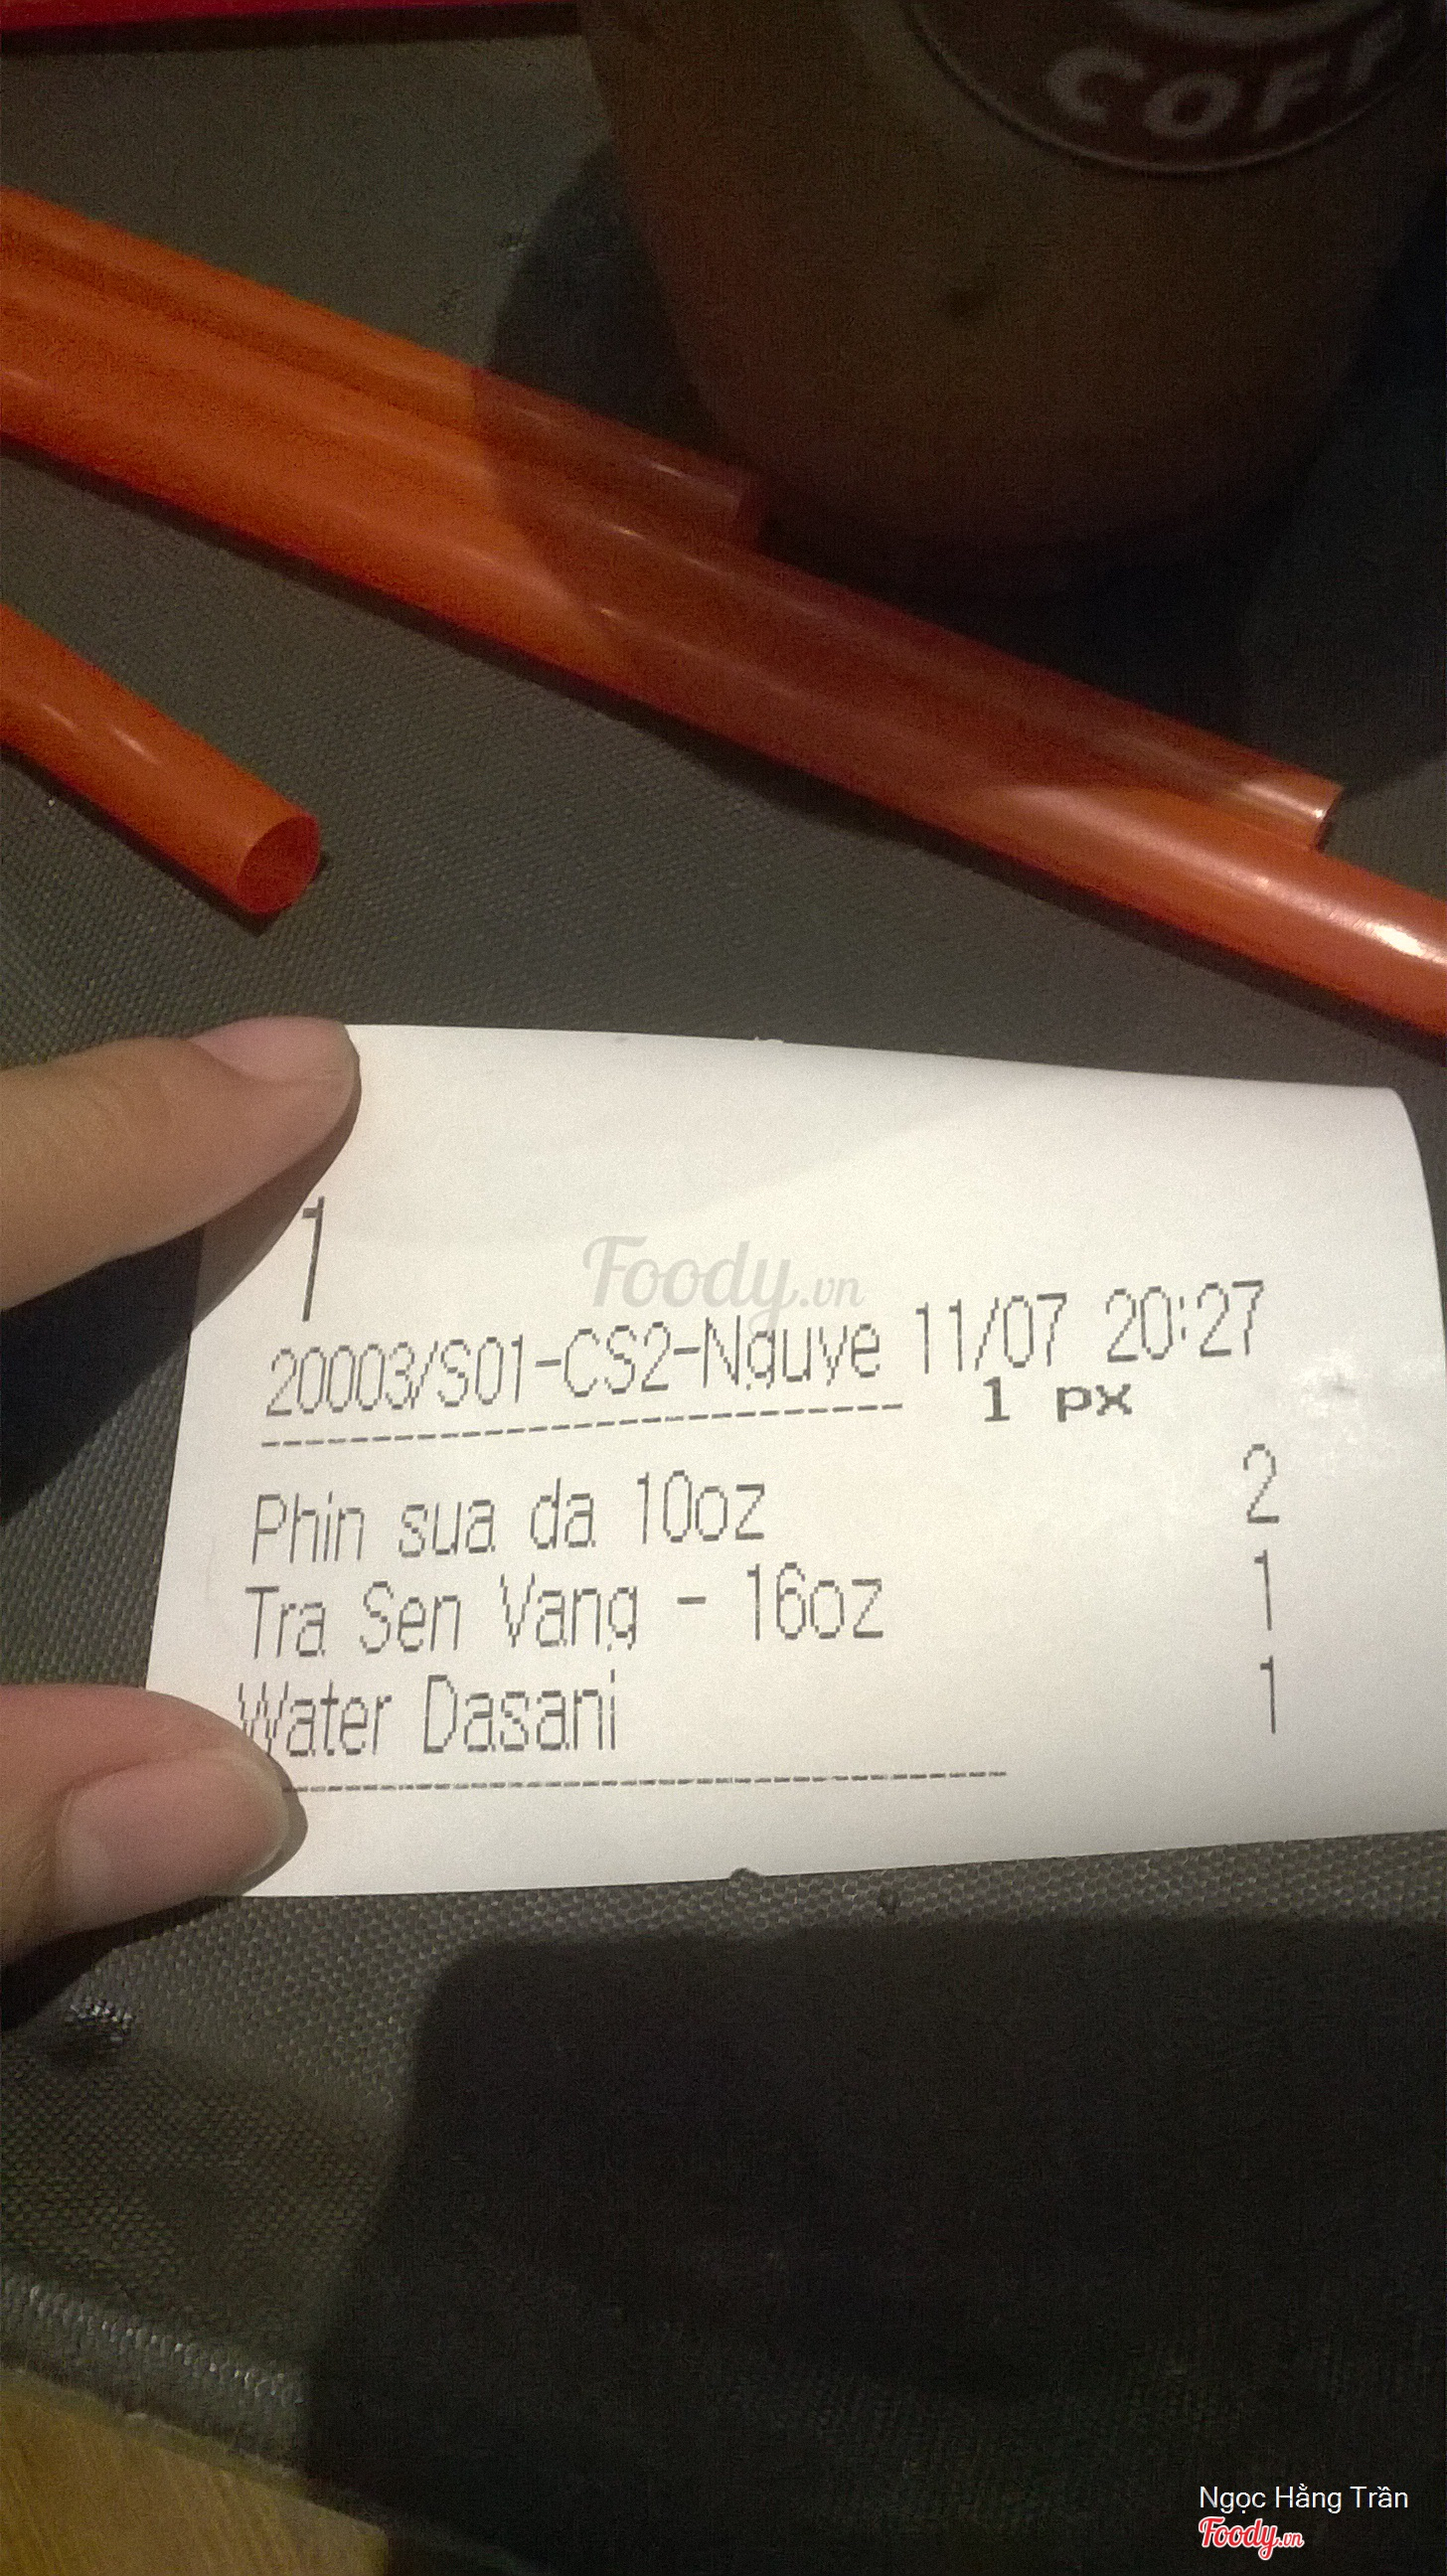 COFF
1
Foody.vn
20003/S01-CS2-Nguye 11/07 20:27
1 px
Phin sua da 10oz 2
Tra Sen Vang - 16oz 1
Water Dasani 1
Ngọc Hằng Trần
Foody.vn